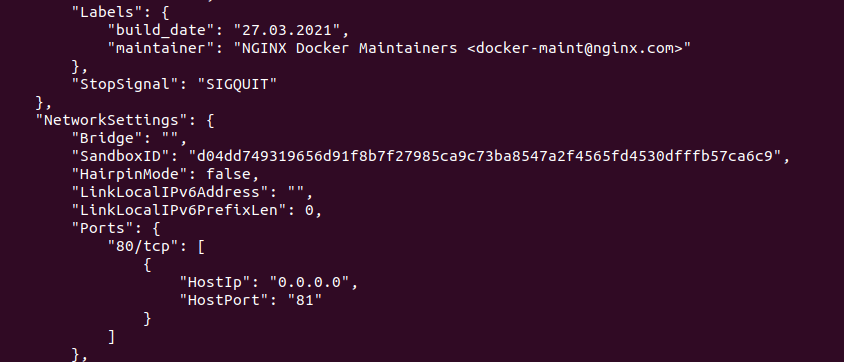 "Labels": {
"build_date": "27.03.2021",
"maintainer": "NGINX Docker Maintainers <docker-maint@nginx.com>"
},
"StopSignal": "SIGQUIT"
},
"NetworkSettings": {
"Bridge": "",
"SandboxID": "d04dd749319656d91f8b7f27985ca9c73ba8547a2f4565fd4530dfffb57ca6c9",
"HairpinMode": false,
"LinkLocalIPv6Address": "",
"LinkLocalIPv6PrefixLen": 0,
"Ports": {
"80/tcp": [
{
"HostIp": "0.0.0.0",
"HostPort": "81"
}
]
},